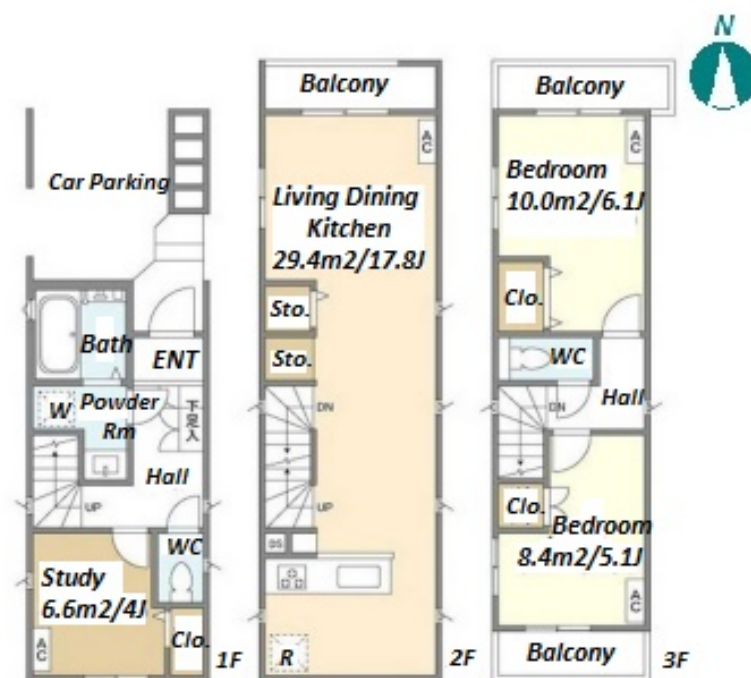 N
Car Parking
Bath
ENT
W
Powder
Rm
下足入
Hall
UP
WC
Study
6.6m2/4J
AC
Clo.
1F
Balcony
AC
Living Dining
Kitchen
29.4m2/17.8J
Sto.
Sto.
DN
UP
DS
R
2F
Balcony
AC
Bedroom
10.0m2/6.1J
Clo.
WC
Hall
DN
Clo.
Bedroom
8.4m2/5.1J
AC
Balcony
3F